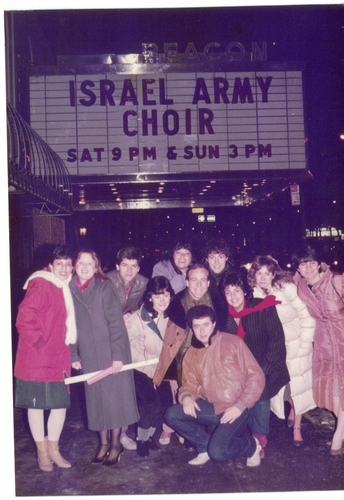 BEACON
ISRAEL ARMY
CHOIR
SAT 9 PM & SUN 3 PM